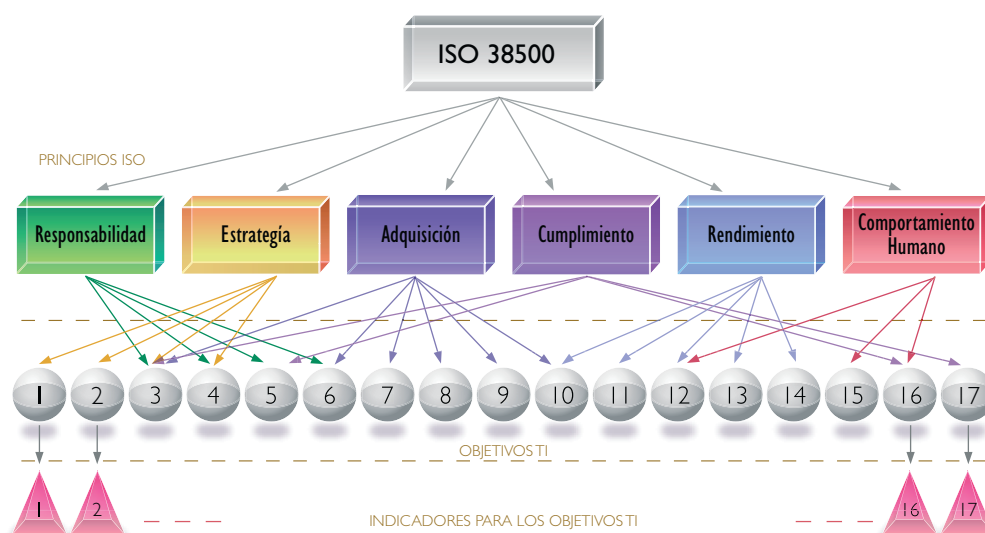 ISO 38500
PRINCIPIOS ISO
Responsabilidad
Estrategía
Adquisición
Cumplimiento
Rendimiento
Comportamiento
Humano
1 2 3 4 5 6 7 8 9 10 11 12 13 14 15 16 17
OBJETIVOS TI
1 2 16 17
INDICADORES PARA LOS OBJETIVOS TI